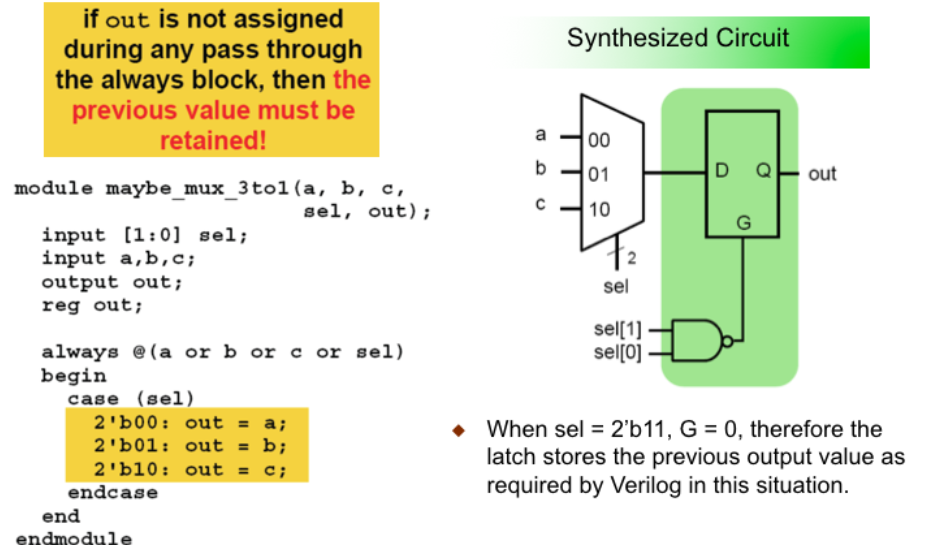 if out is not assigned
during any pass through
the always block, then the
previous value must be
retained!
module maybe_mux_3to1(a, b, c,
sel, out);
input [1:0] sel;
input a,b,c;
output out;
reg out;
always @(a or b or c or sel)
begin
case (sel)
2'b00: out = a;
2'b01: out = b;
2'b10: out = c;
endcase
end
endmodule
Synthesized Circuit
a
00
b
01
c
10
2
sel
D Q
out
G
sel[1]
sel[0]
When sel = 2’b11, G = 0, therefore the
latch stores the previous output value as
required by Verilog in this situation.